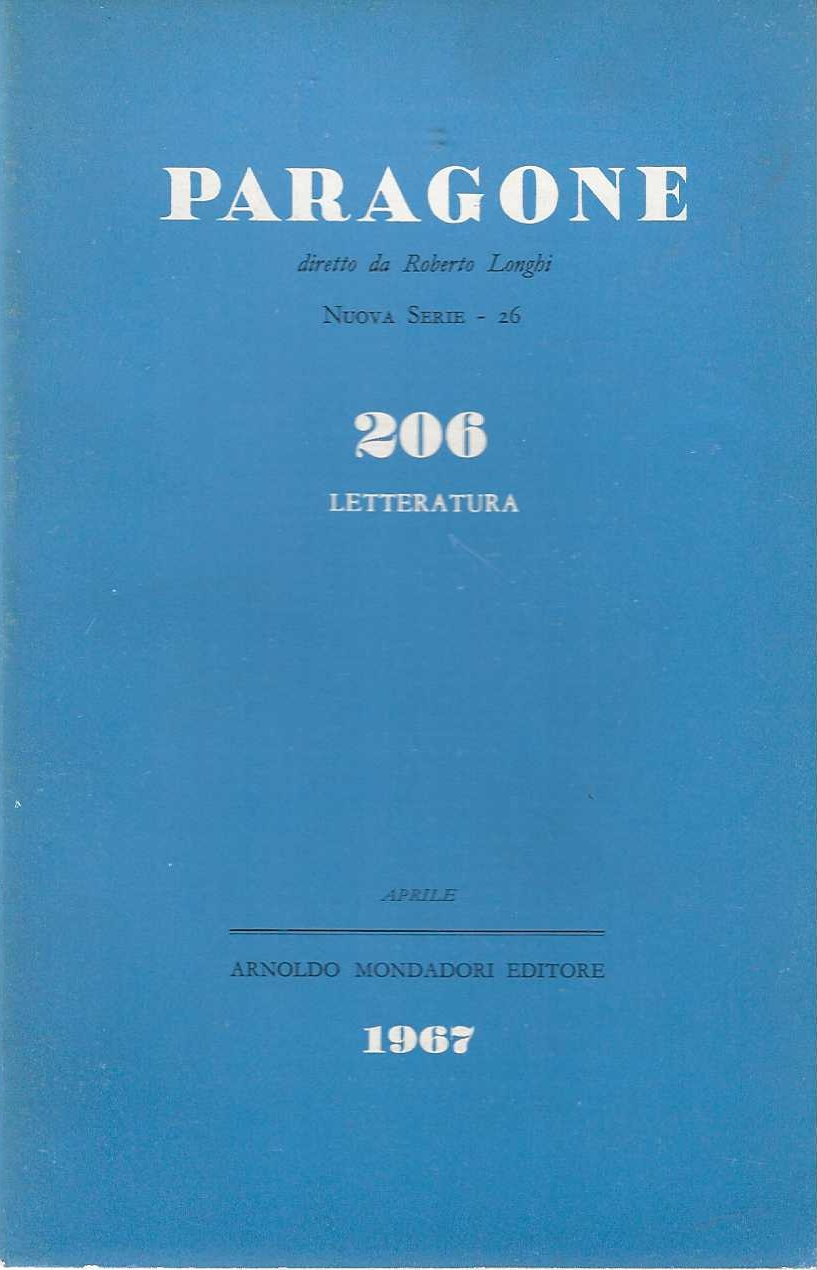 PARAGONE
diretto da Roberto Longhi
NUOVA SERIE - 26
206
LETTERATURA
APRILE
ARNOLDO MONDADORI EDITORE
1967